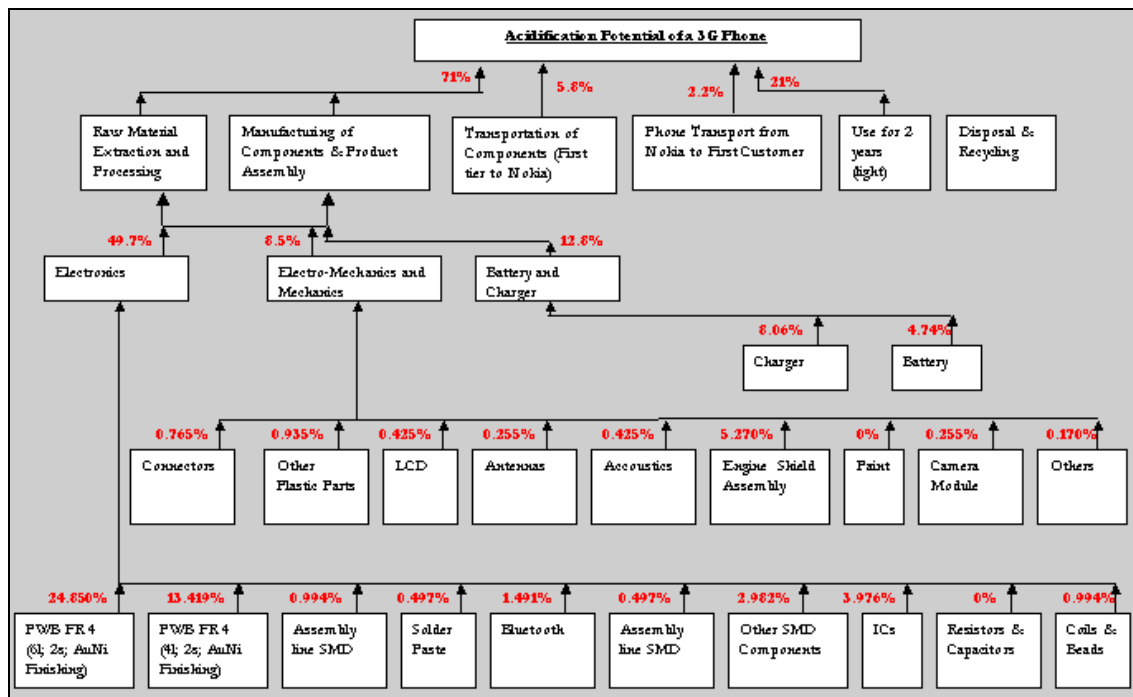 Acidification Potential of a 3G Phone
71%
5.8%
2.2%
21%
Raw Material
Extraction and
Processing
Manufacturing of
Components & Product
Assembly
Transportation of
Components (First
tier to Nokia)
Phone Transport from
Nokia to First Customer
Use for 2
years
(light)
Disposal &
Recycling
49.7%
8.5%
12.8%
Electronics
Electro-Mechanics and
Mechanics
Battery and
Charger
8.06%
4.74%
Charger
Battery
0.765%
0.935%
0.425%
0.255%
0.425%
5.270%
0%
0.255%
0.170%
Connectors
Other
Plastic Parts
LCD
Antennas
Accoustics
Engine Shield
Assembly
Paint
Camera
Module
Others
24.850%
13.419%
0.994%
0.497%
1.491%
0.497%
2.982%
3.976%
0%
0.994%
PWB FR4
(6l; 2s; AuNi
Finishing)
PWB FR4
(4l; 2s; AuNi
Finishing)
Assembly
line SMD
Solder
Paste
Bluetooth
Assembly
line SMD
Other SMD
Components
ICs
Resistors &
Capacitors
Coils &
Beads